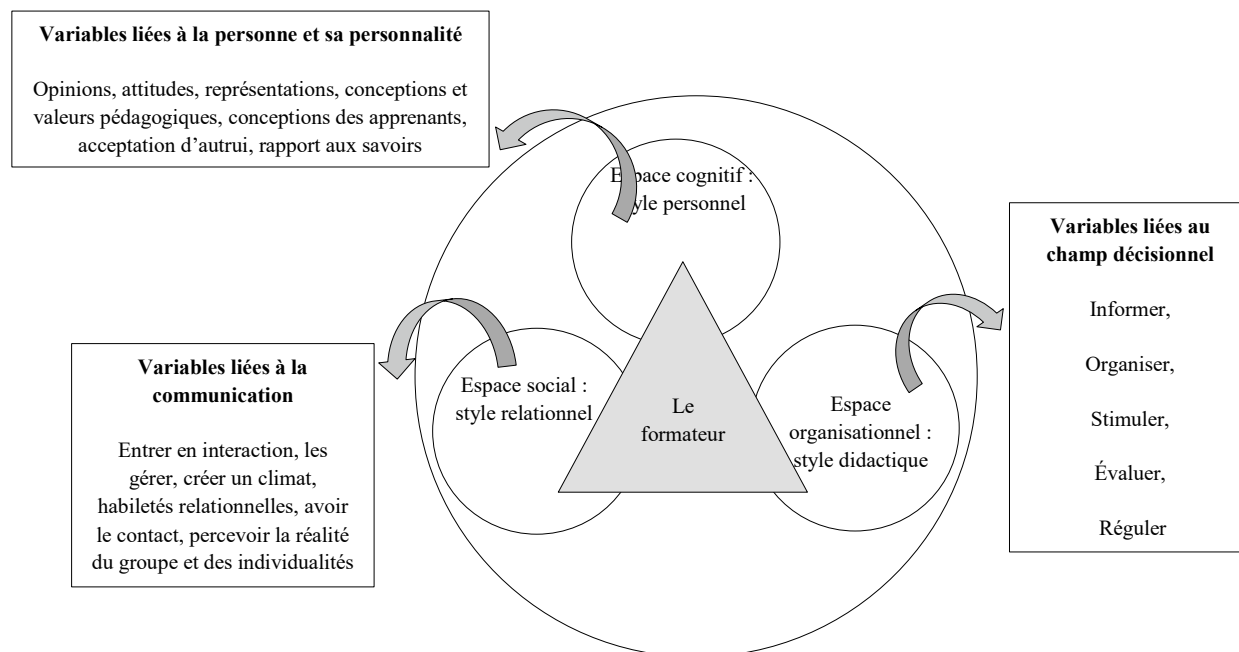 Variables liées à la personne et sa personnalité
Opinions, attitudes, représentations, conceptions et
valeurs pédagogiques, conceptions des apprenants,
acceptation d’autrui, rapport aux savoirs
Espace cognitif :
style personnel
Variables liées au
champ décisionnel
Informer,
Organiser,
Stimuler,
Évaluer,
Réguler
Variables liées à la
communication
Entrer en interaction, les
gérer, créer un climat,
habiletés relationnelles, avoir
le contact, percevoir la réalité
du groupe et des individualités
Espace social :
style relationnel
Le
formateur
Espace
organisationnel :
style didactique